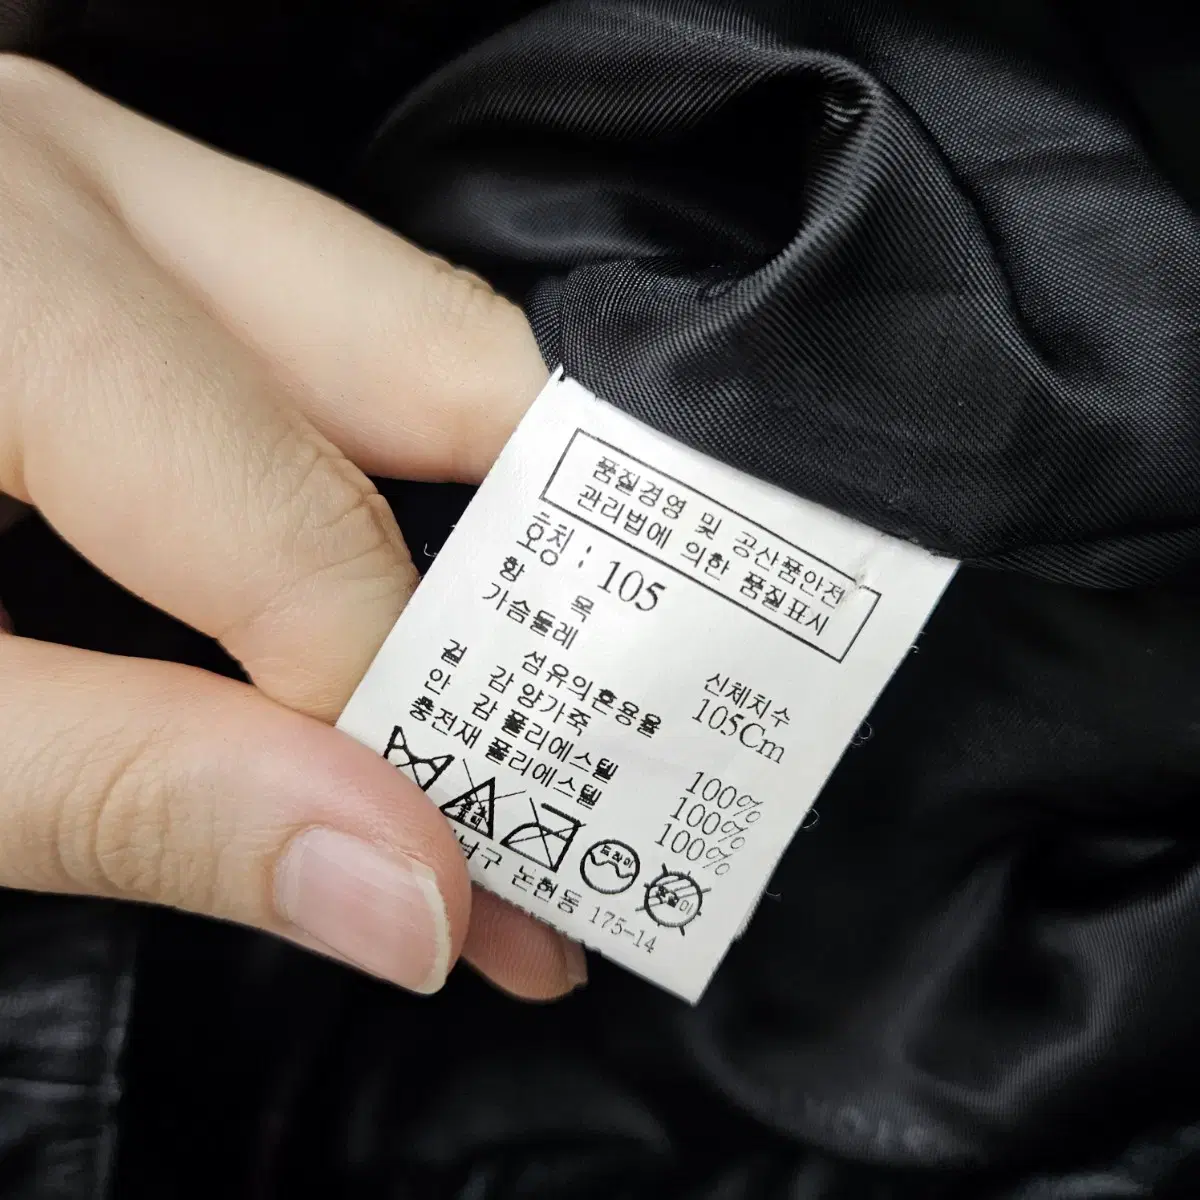 품질경영 및 공산품안전
관리법에 의한 품질표시
호칭 : 105
항 목 신체치수
가슴둘레 105Cm
섬유의혼용율
겉 감 양가죽 100%
안 감 폴리에스텔 100%
충전재 폴리에스텔 100%
드라이
논현동 175-14